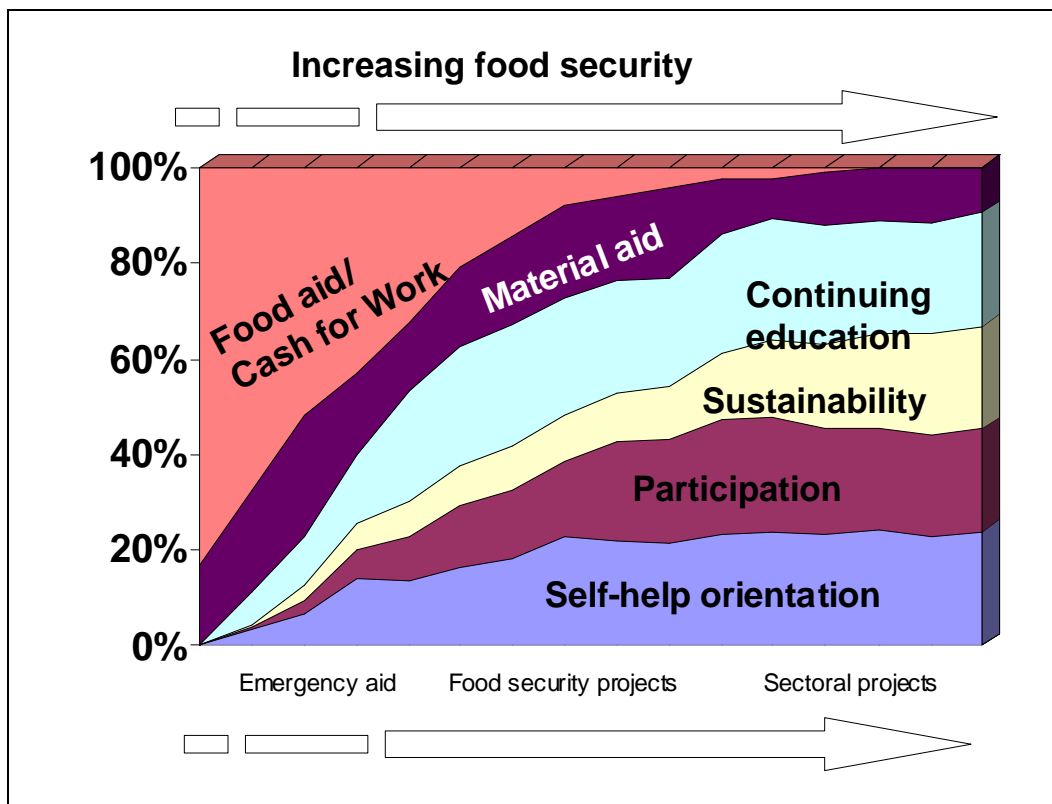 Increasing food security
100%
80%
60%
40%
20%
0%
Food aid/
Cash for Work
Material aid
Continuing
education
Sustainability
Participation
Self-help orientation
Emergency aid
Food security projects
Sectoral projects